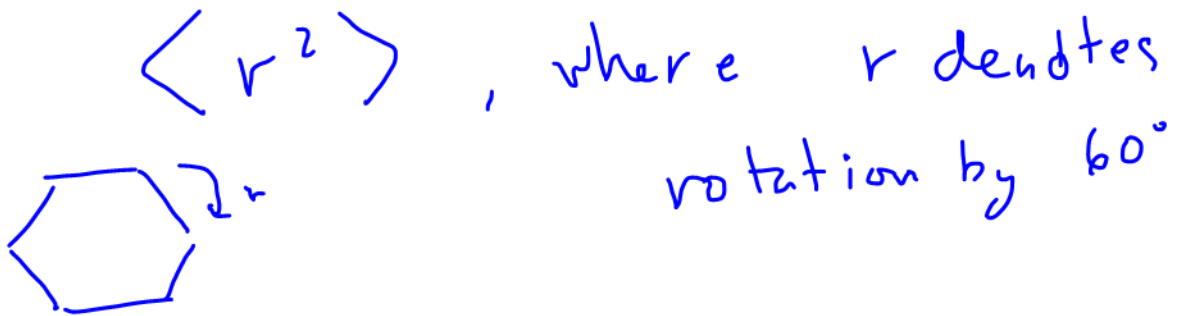 ⟨r²⟩, where r denotes
rotation by 60°
r